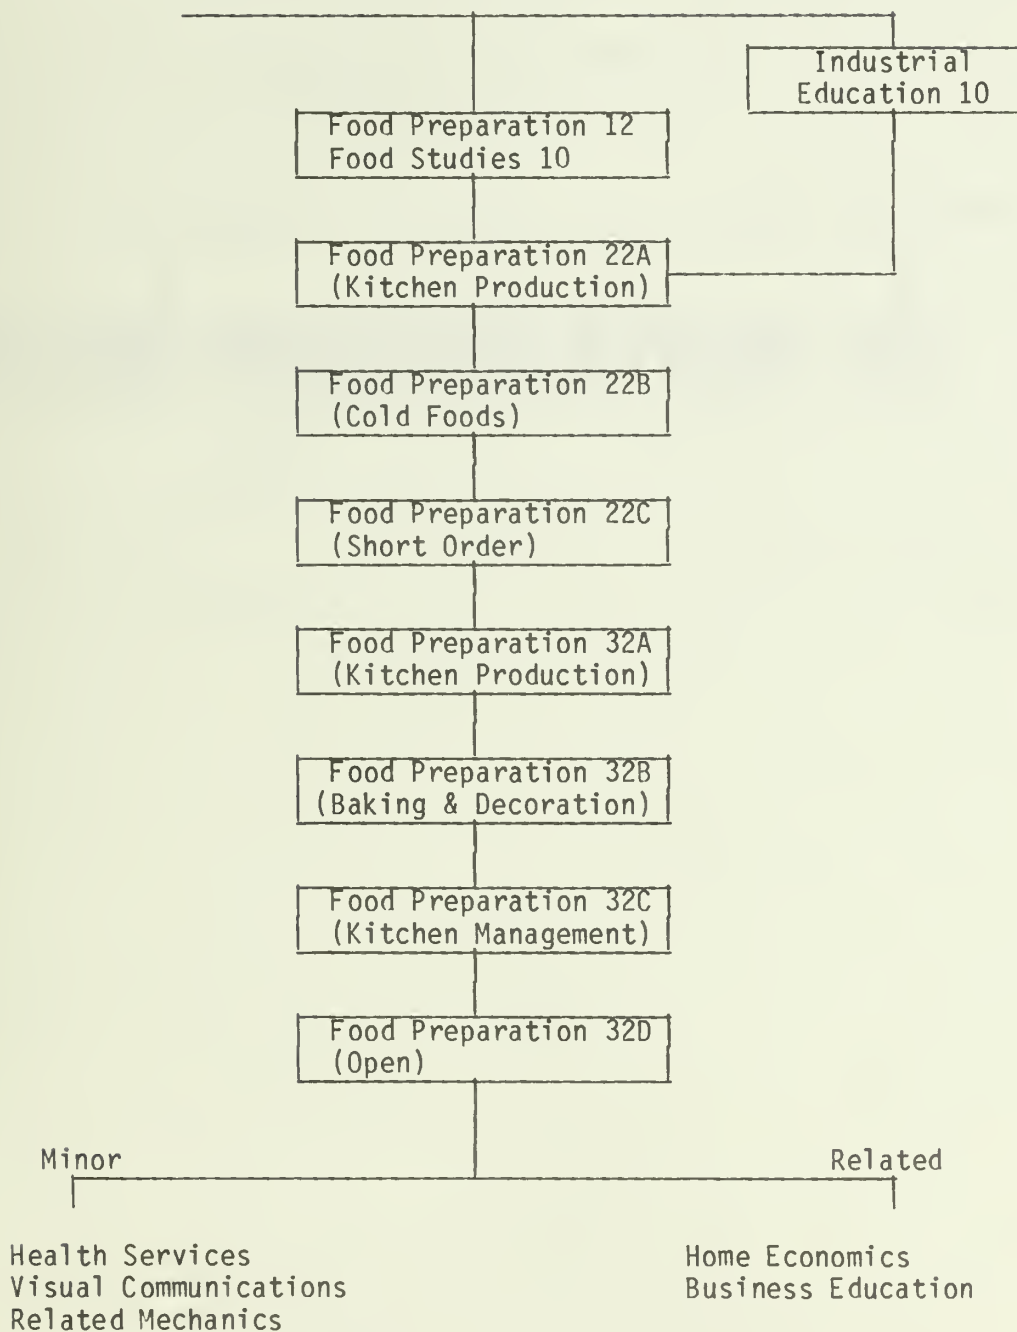 Industrial
Education 10
Food Preparation 12
Food Studies 10
Food Preparation 22A
(Kitchen Production)
Food Preparation 22B
(Cold Foods)
Food Preparation 22C
(Short Order)
Food Preparation 32A
(Kitchen Production)
Food Preparation 32B
(Baking & Decoration)
Food Preparation 32C
(Kitchen Management)
Food Preparation 32D
(Open)
Minor
Related
Health Services
Visual Communications
Related Mechanics
Home Economics
Business Education